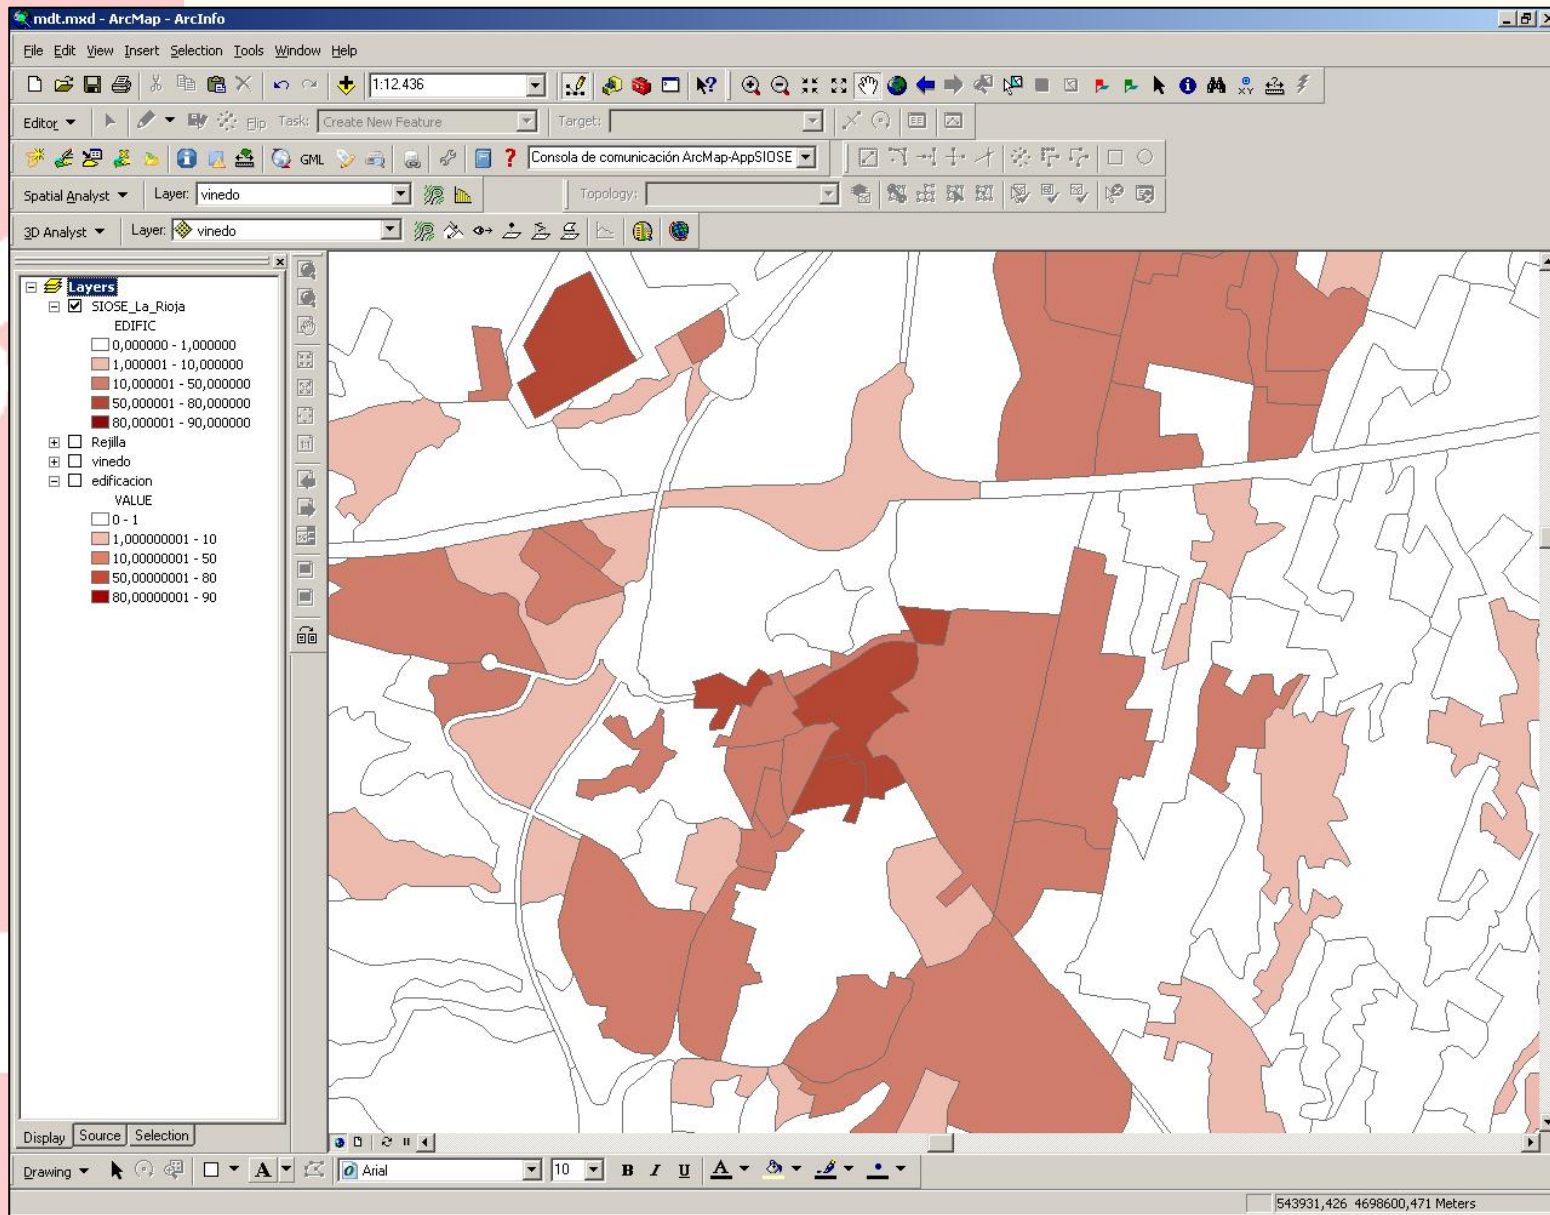 mdt.mxd - ArcMap - ArcInfo
File Edit View Insert Selection Tools Window Help
1:12.436
Editor Flip Task: Create New Feature Target:
GML Consola de comunicación ArcMap-AppSIOSE
Spatial Analyst Layer: vinedo Topology:
3D Analyst Layer: vinedo
Layers
SIOSE_La_Rioja
EDIFIC
0,000000 - 1,000000
1,000001 - 10,000000
10,000001 - 50,000000
50,000001 - 80,000000
80,000001 - 90,000000
Rejilla
vinedo
edificacion
VALUE
0 - 1
1,000000001 - 10
10,00000001 - 50
50,00000001 - 80
80,00000001 - 90
Display Source Selection
Drawing A Arial 10 B I U A
543931,426 4698600,471 Meters